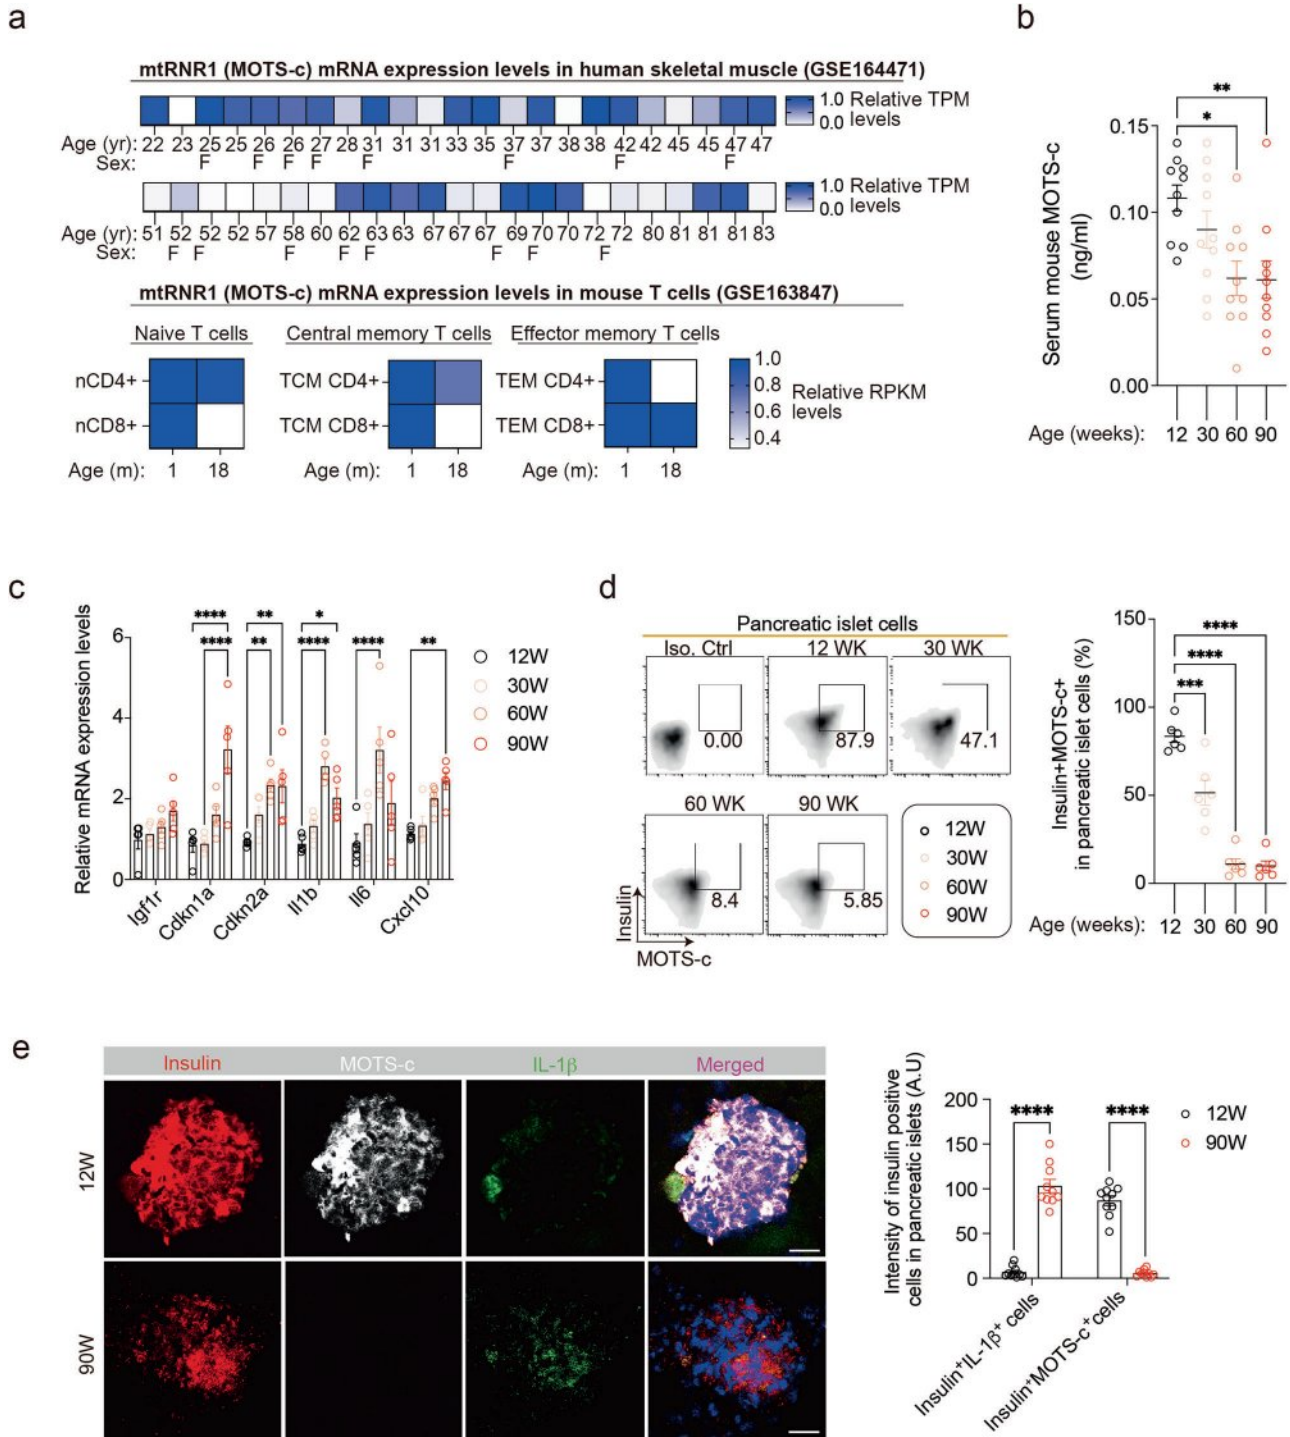 a
mtRNR1 (MOTS-c) mRNA expression levels in human skeletal muscle (GSE164471)
1.0 Relative TPM
0.0 levels
Age (yr): 22 23 25 25 26 26 27 28 31 31 31 33 35 37 37 38 38 42 42 45 45 47 47
Sex: F F F F F F F F
1.0 Relative TPM
0.0 levels
Age (yr): 51 52 52 52 57 58 60 62 63 63 67 67 67 69 70 70 72 72 80 81 81 81 83
Sex: F F F F F F F F
mtRNR1 (MOTS-c) mRNA expression levels in mouse T cells (GSE163847)
Naive T cells Central memory T cells Effector memory T cells
nCD4+ TCM CD4+ TEM CD4+
nCD8+ TCM CD8+ TEM CD8+
1.0
0.8
0.6
0.4
Relative RPKM
levels
Age (m): 1 18 Age (m): 1 18 Age (m): 1 18
b
**
*
0.15
0.10
0.05
0.00
Serum mouse MOTS-c
(ng/ml)
Age (weeks): 12 30 60 90
c
Relative mRNA expression levels
6
4
2
0
**** ** * 
**** ** **** **** **
12W
30W
60W
90W
Igf1r Cdkn1a Cdkn2a Il1b Il6 Cxcl10
d
Pancreatic islet cells
Iso. Ctrl 12 WK 30 WK
0.00 87.9 47.1
60 WK 90 WK
8.4 5.85
Insulin
MOTS-c
12W
30W
60W
90W
Insulin+MOTS-c+
in pancreatic islet cells (%)
150
100
50
0
****
****
***
Age (weeks): 12 30 60 90
e
Insulin MOTS-c IL-1β Merged
12W
90W
Intensity of insulin positive
cells in pancreatic islets (A.U)
200
150
100
50
0
**** ****
12W
90W
Insulin⁺IL-1β⁺ cells
Insulin⁺MOTS-c⁺cells